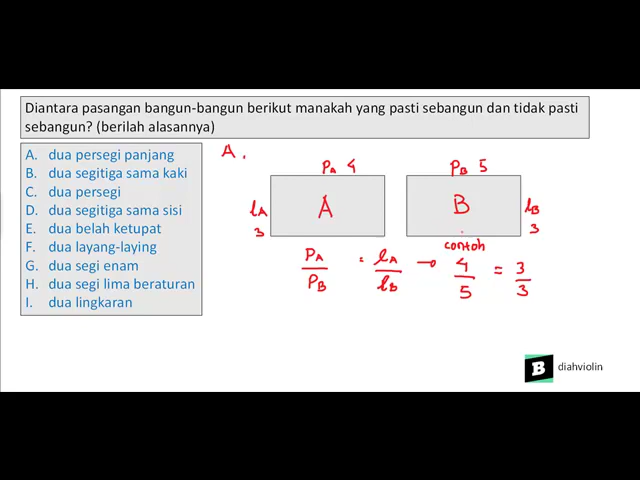 Diantara pasangan bangun-bangun berikut manakah yang pasti sebangun dan tidak pasti
sebangun? (berilah alasannya)
A. dua persegi panjang
B. dua segitiga sama kaki
C. dua persegi
D. dua segitiga sama sisi
E. dua belah ketupat
F. dua layang-laying
G. dua segi enam
H. dua segi lima beraturan
I. dua lingkaran
A.
PA 4
PB 5
lA
3
A
B
lB
3
contoh
PA/PB = lA/lB → 4/5 = 3/3
B diahviolin